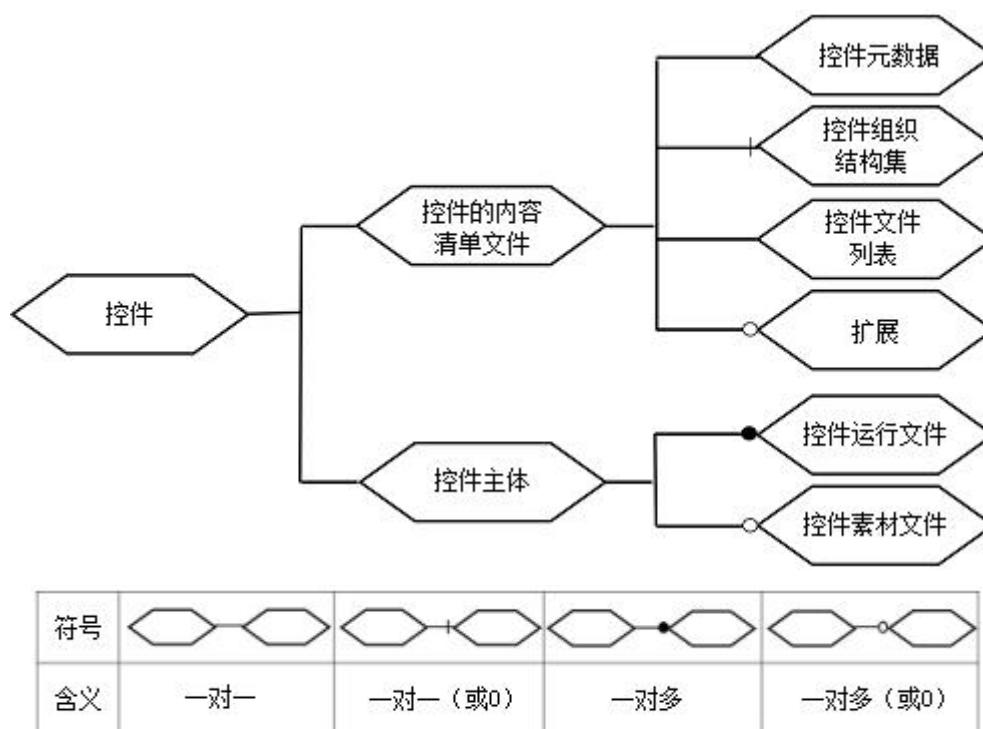 控件元数据
控件组织
结构集
控件的内容
清单文件
控件文件
列表
控件
扩展
控件运行文件
控件主体
控件素材文件
符号
含义
一对一
一对一（或0）
一对多
一对多（或0）